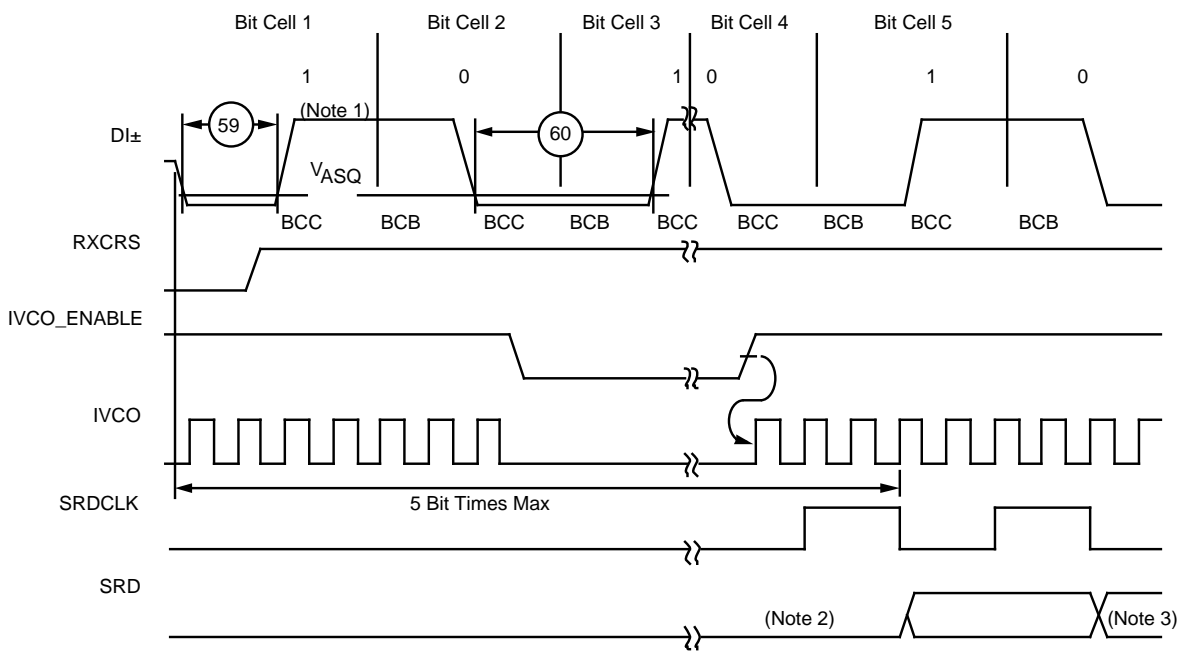 Bit Cell 1 Bit Cell 2 Bit Cell 3 Bit Cell 4 Bit Cell 5
1 0 1 0 1 0
(Note 1)
59 60
DI±
VASQ
BCC BCB BCC BCB BCC BCC BCB BCC BCB
RXCRS
IVCO_ENABLE
IVCO
5 Bit Times Max
SRDCLK
SRD
(Note 2) (Note 3)